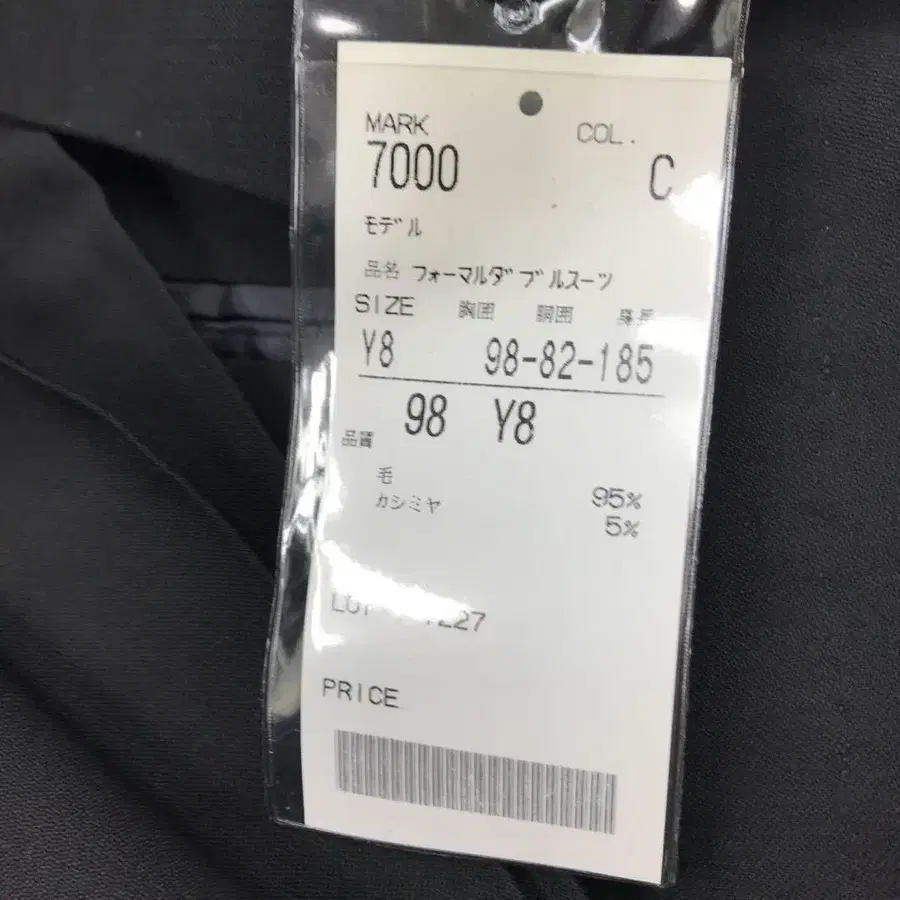 MARK COL.
7000 C
モデル
品名 フォーマルダブルスーツ
SIZE 胸囲 胴囲 身長
Y8 98-82-185
98 Y8
品質
毛 95%
カシミヤ 5%
LOT
PRICE